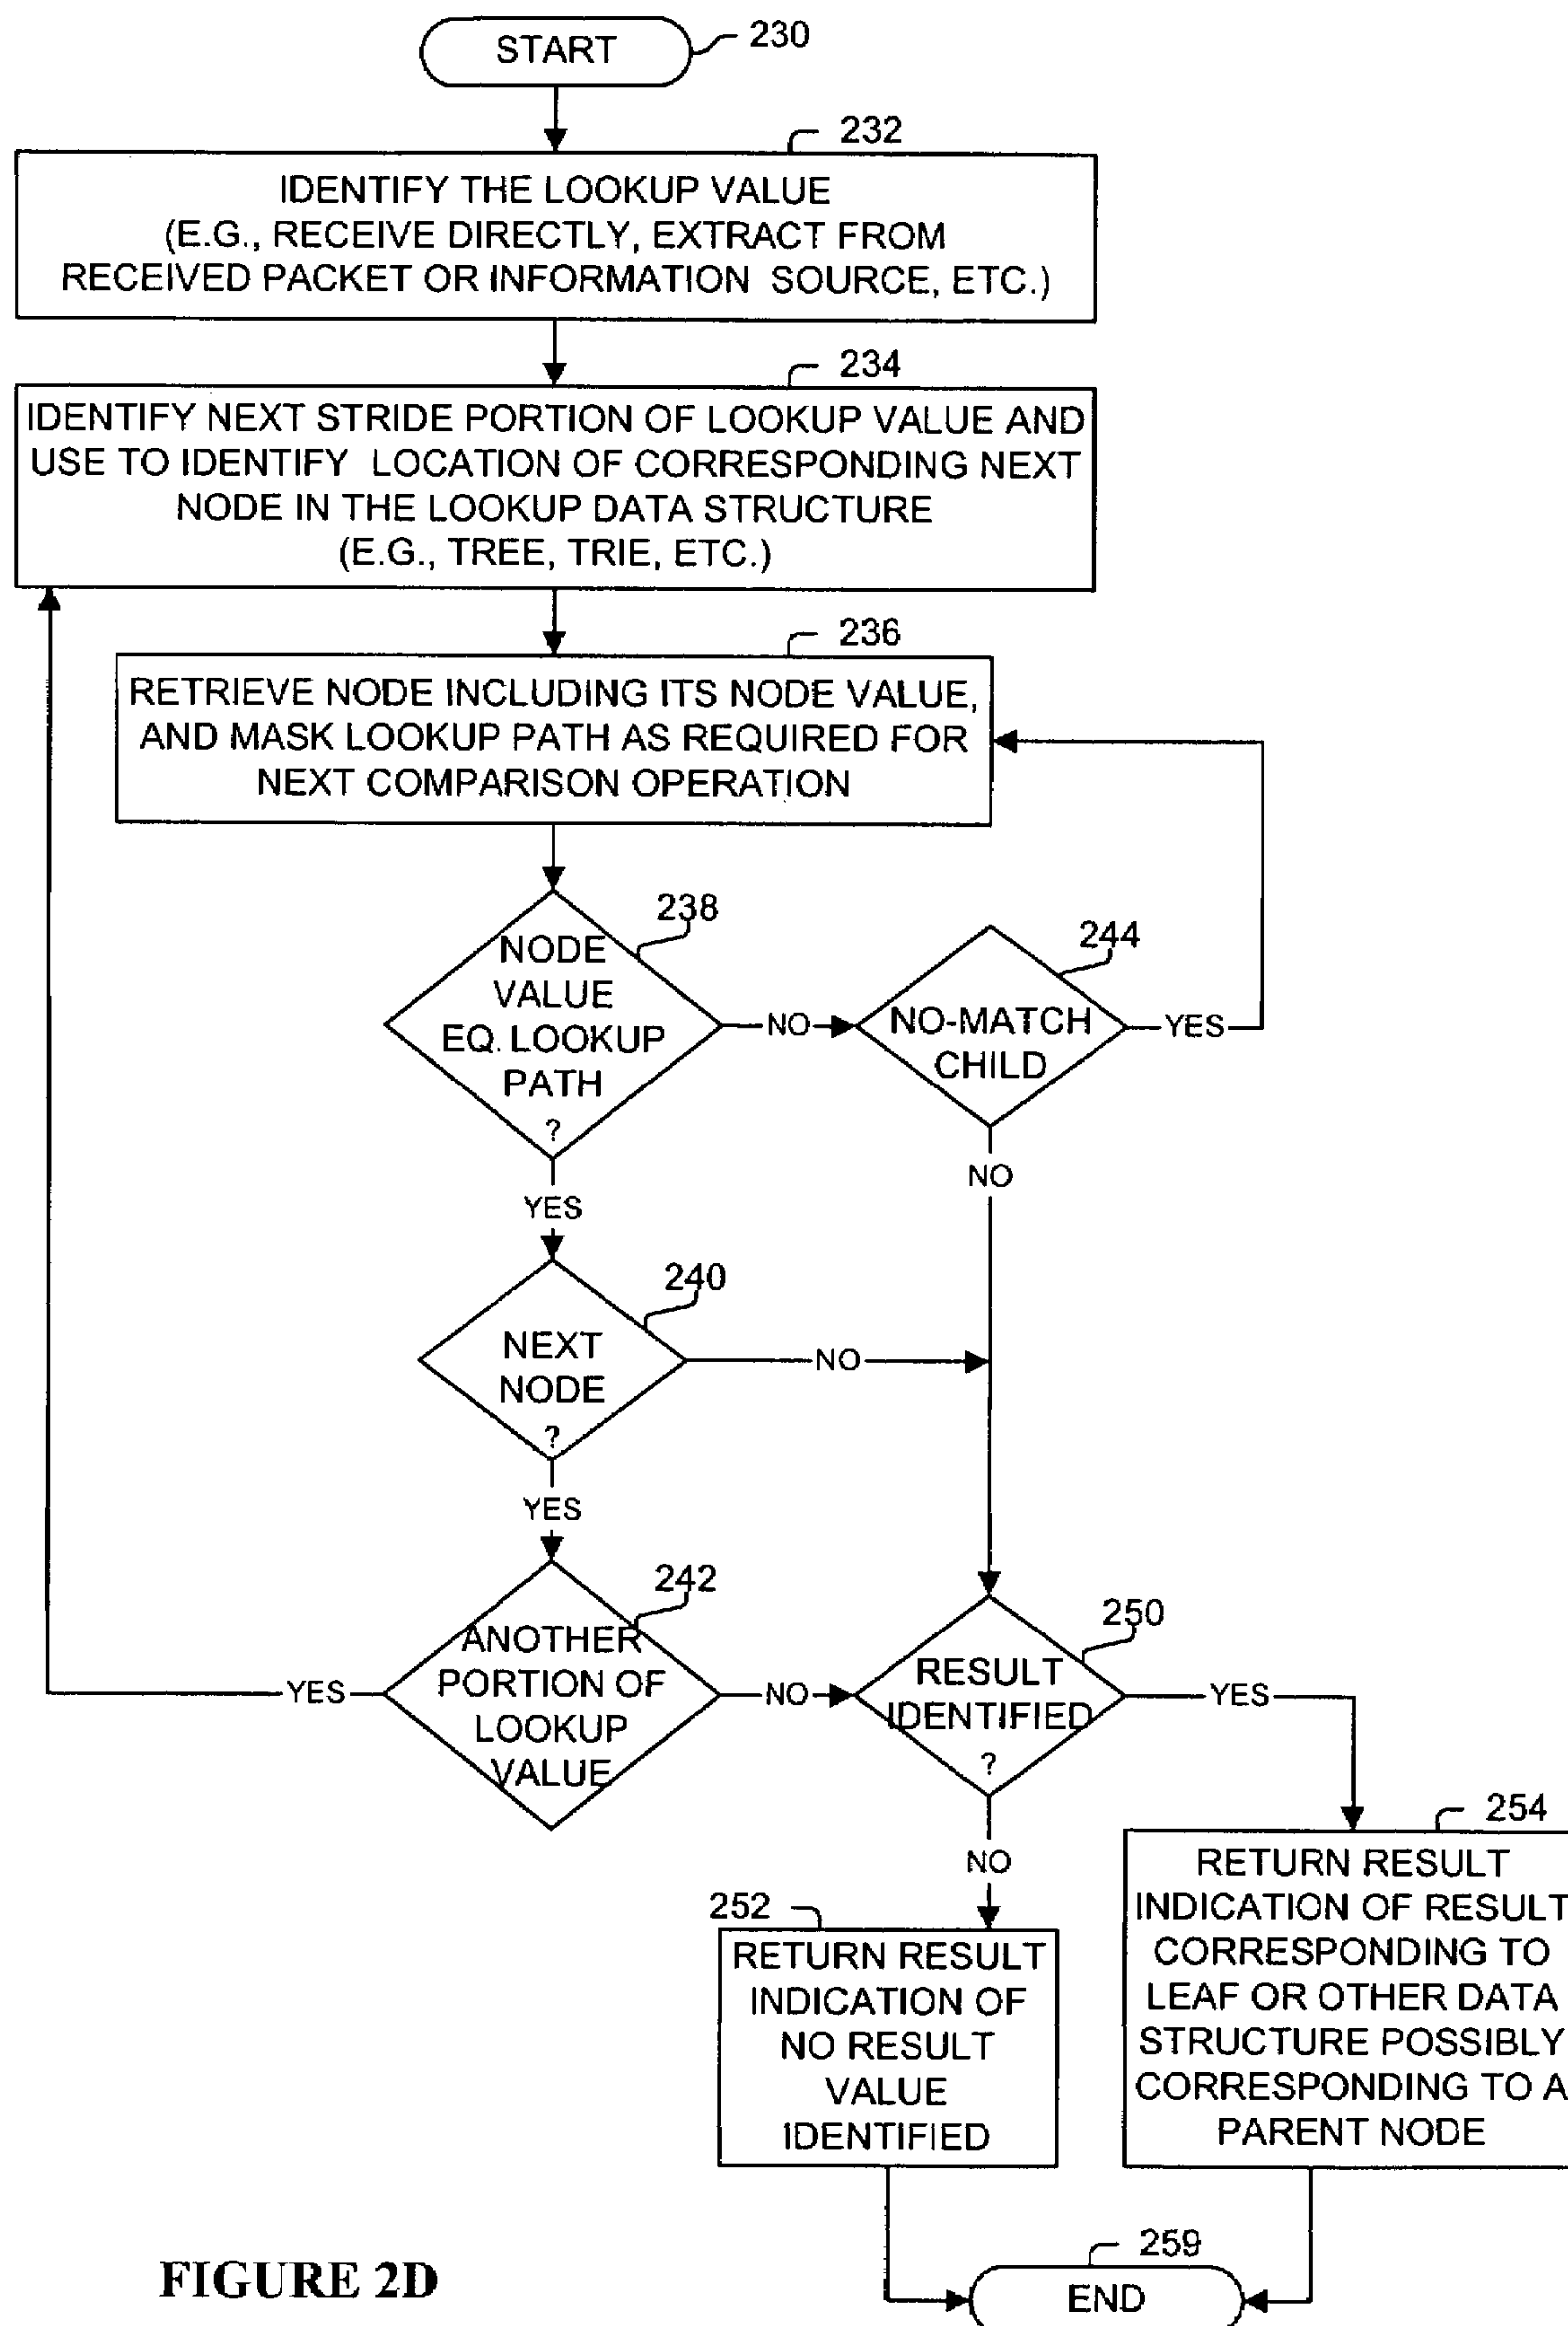 START
230
232
IDENTIFY THE LOOKUP VALUE
(E.G., RECEIVE DIRECTLY, EXTRACT FROM
RECEIVED PACKET OR INFORMATION SOURCE, ETC.)
234
IDENTIFY NEXT STRIDE PORTION OF LOOKUP VALUE AND
USE TO IDENTIFY LOCATION OF CORRESPONDING NEXT
NODE IN THE LOOKUP DATA STRUCTURE
(E.G., TREE, TRIE, ETC.)
236
RETRIEVE NODE INCLUDING ITS NODE VALUE,
AND MASK LOOKUP PATH AS REQUIRED FOR
NEXT COMPARISON OPERATION
238
NODE
VALUE
EQ. LOOKUP
PATH
?
NO
244
NO-MATCH
CHILD
YES
NO
YES
240
NEXT
NODE
?
NO
YES
242
ANOTHER
PORTION OF
LOOKUP
VALUE
YES
NO
250
RESULT
IDENTIFIED
?
YES
NO
252
RETURN RESULT
INDICATION OF
NO RESULT
VALUE
IDENTIFIED
254
RETURN RESULT
INDICATION OF RESULT
CORRESPONDING TO
LEAF OR OTHER DATA
STRUCTURE POSSIBLY
CORRESPONDING TO A
PARENT NODE
259
END
FIGURE 2D